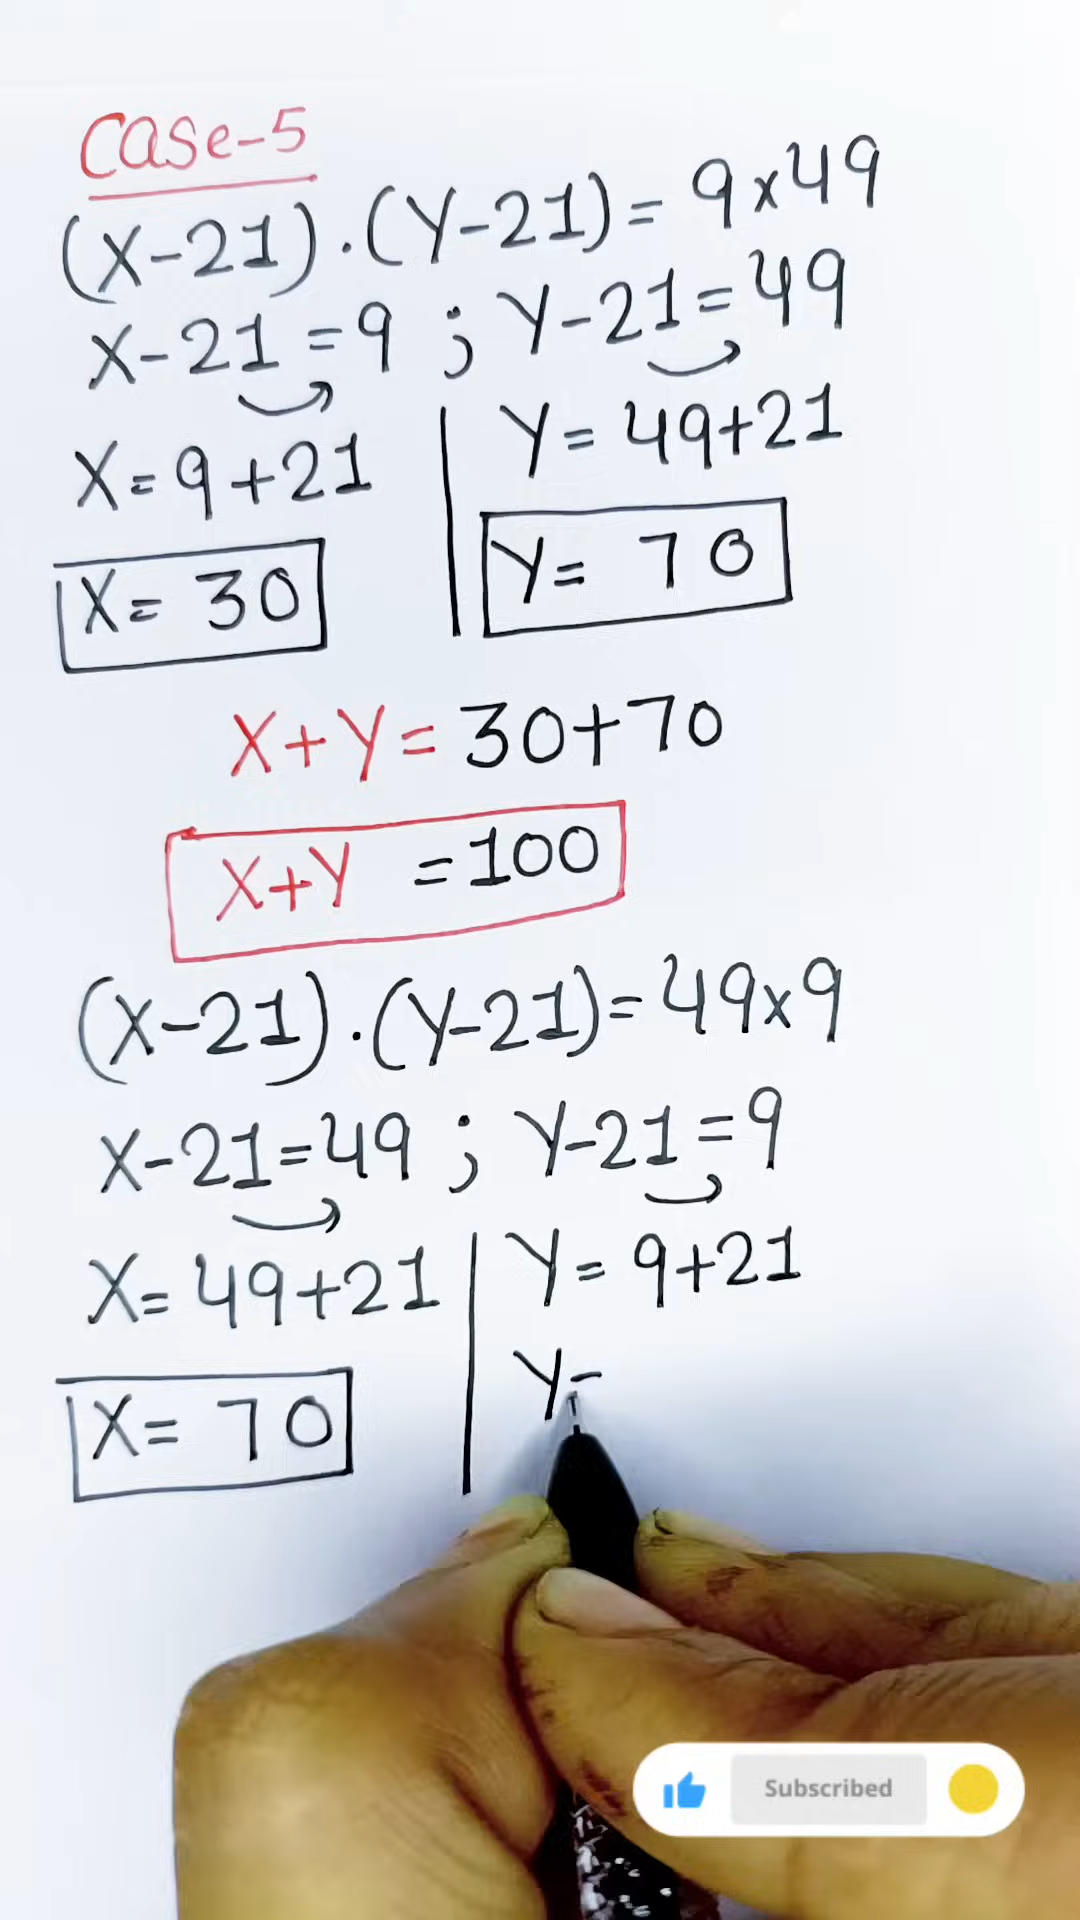 CASe-5
(X-21).(Y-21)= 9x49
X-21 =9 ; Y-21=49
X=9+21
Y= 49+21
X= 30
Y= 70
X+Y= 30+70
X+Y =100
(X-21).(Y-21)= 49x9
X-21=49 ; Y-21=9
X= 49+21
Y= 9+21
X= 70
Y-
Subscribed